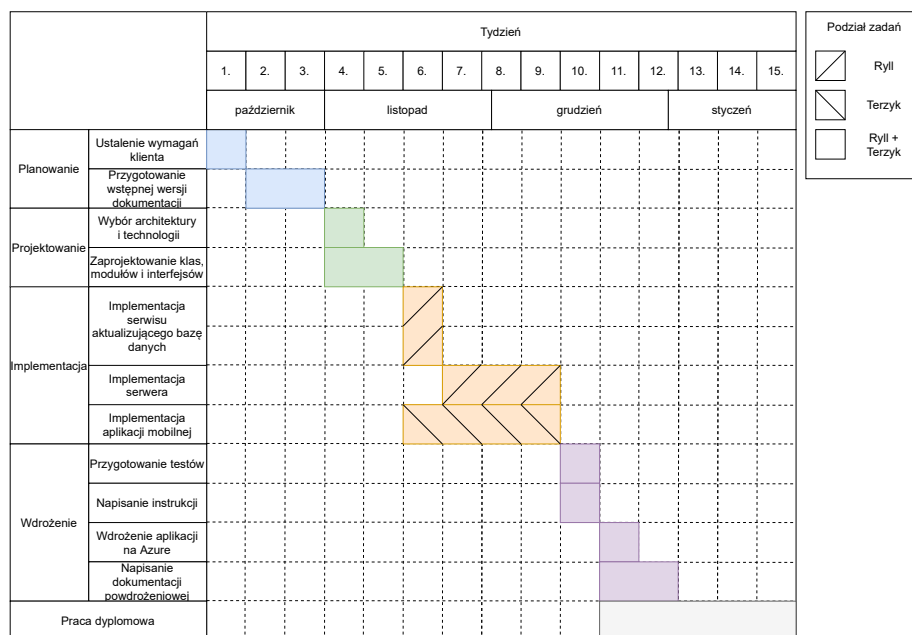 Tydzień
1. 2. 3. 4. 5. 6. 7. 8. 9. 10. 11. 12. 13. 14. 15.
październik listopad grudzień styczeń
Planowanie
Ustalenie wymagań
klienta
Przygotowanie
wstępnej wersji
dokumentacji
Projektowanie
Wybór architektury
i technologii
Zaprojektowanie klas,
modułów i interfejsów
Implementacja
Implementacja
serwisu
aktualizującego bazę
danych
Implementacja
serwera
Implementacja
aplikacji mobilnej
Wdrożenie
Przygotowanie testów
Napisanie instrukcji
Wdrożenie aplikacji
na Azure
Napisanie
dokumentacji
powdrożeniowej
Praca dyplomowa
Podział zadań
Ryll
Terzyk
Ryll +
Terzyk